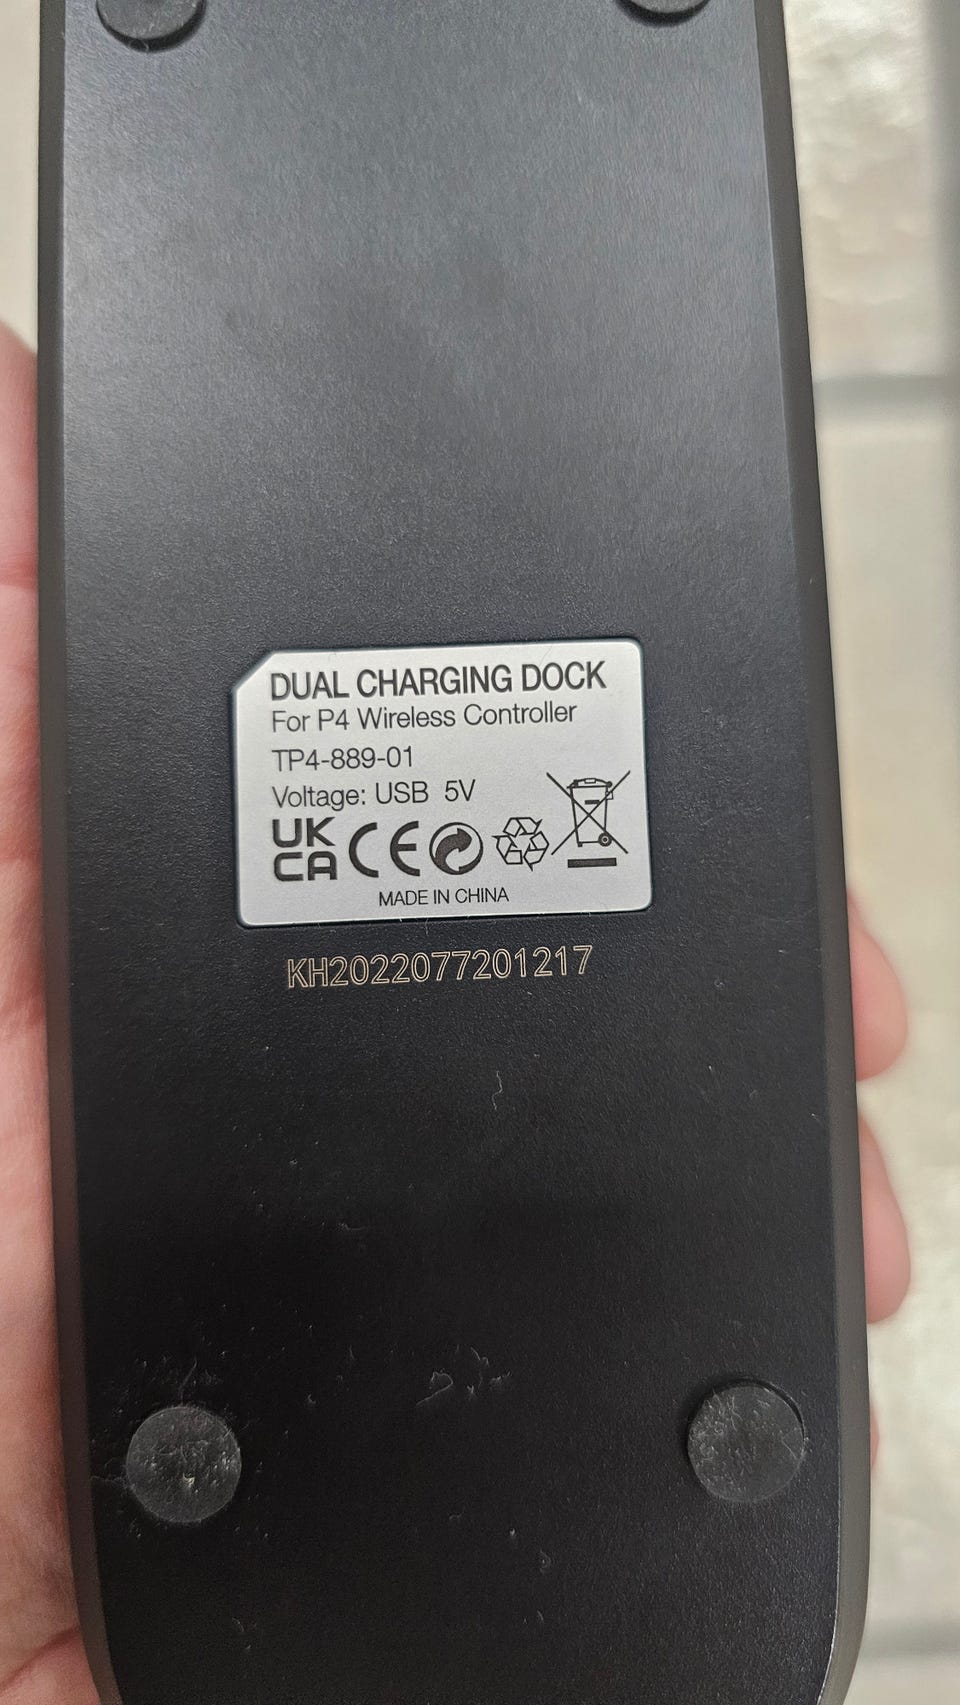 DUAL CHARGING DOCK
For P4 Wireless Controller
TP4-889-01
Voltage: USB 5V
UK
CA CE
MADE IN CHINA
KH2022077201217